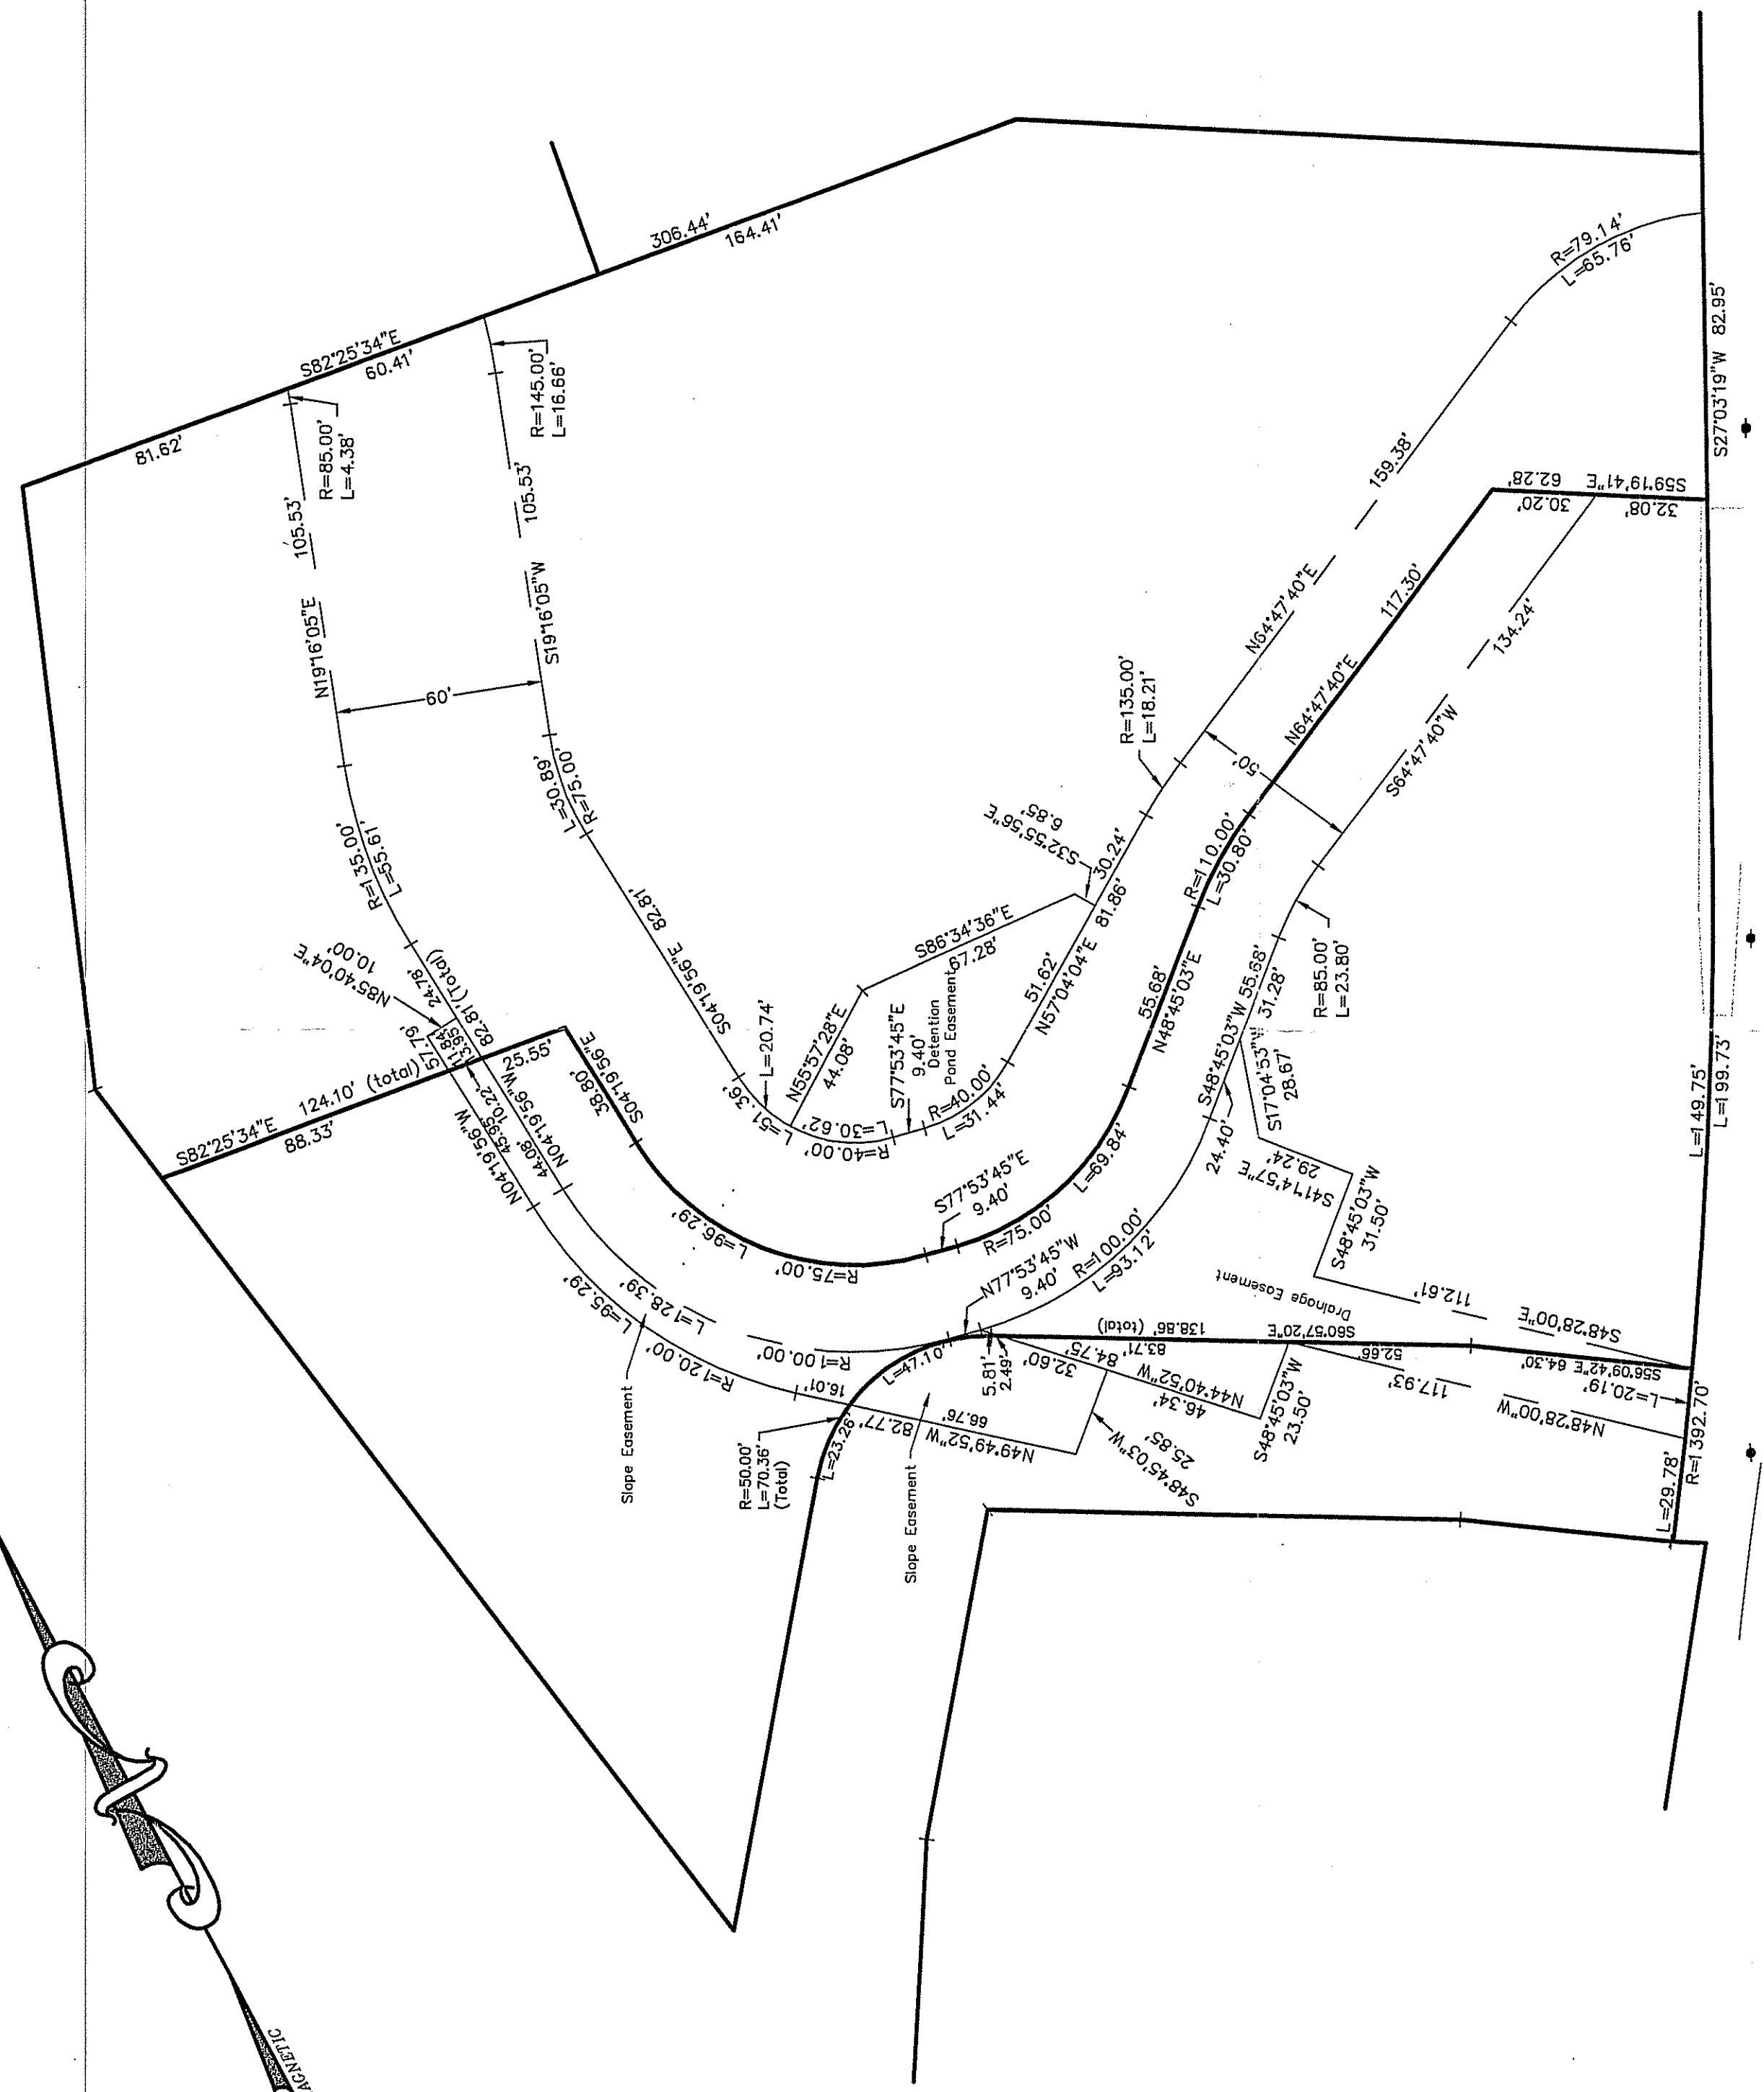 306.44'
164.41'
S82°25'34"E
60.41'
81.62'
R=85.00'
L=4.38'
R=145.00'
L=16.66'
R=79.14'
L=65.76'
S27°03'19"W 82.95'
105.53'
N19°16'05"E
105.53'
S19°16'05"W
60'
159.38'
N64°47'40"E
S59°19'41"E 62.28'
30.20'
32.08'
117.30'
N64°47'40"E
134.24'
S64°47'40"W
50'
R=135.00'
L=18.21'
R=135.00'
L=55.61'
L=30.89'
R=75.00'
S04°19'56"E 82.81'
S32°55'56"E
6.85'
30.24'
N57°04'04"E 81.86'
51.62'
S86°34'36"E
67.28'
R=110.00'
L=30.80'
N85°40'04"E
10.00'
24.78'
82.81' (Total)
57.79'
11.84'
13.95'
10.22'
25.55'
S82°25'34"E 124.10' (total)
88.33'
N04°19'56"W
45.95'
44.08'
N04°19'56"W
38.80'
S04°19'56"E
L=20.74'
L=51.36'
N55°57'28"E
44.08'
S77°53'45"E
9.40'
Detention
Pond Easement
L=30.62'
R=40.00'
R=40.00'
L=31.44'
55.68'
N48°45'03"E
R=85.00'
L=23.80'
S48°45'03"W 55.68'
31.28'
24.40'
S17°04'53"W
28.67'
S41°14'57"E
29.24'
S48°45'03"W
31.50'
L=149.75'
L=199.73'
L=96.29'
R=75.00'
S77°53'45"E
9.40'
L=69.84'
R=75.00'
N77°53'45"W
9.40'
R=100.00'
L=93.12'
L=95.29'
R=120.00'
L=128.39'
R=100.00'
Slope Easement
16.01'
L=47.10'
5.81'
2.49'
32.60'
S60°57'20"E
138.86' (total)
83.71'
52.66'
84.75'
N44°40'52"W
46.34'
Drainage Easement
112.61'
S48°28'00"E
S56°09'42"E 64.30'
117.93'
N48°28'00"W
L=20.19'
S48°45'03"W
23.50'
S48°45'03"W
25.85'
N49°49'52"W 82.77'
66.76'
L=23.26'
R=50.00'
L=70.36'
(Total)
Slope Easement
L=29.78'
R=1392.70'
AGNETIC